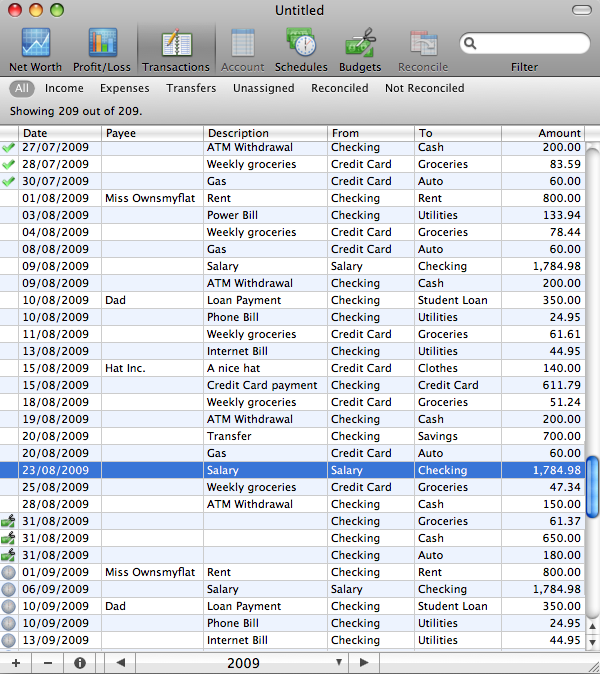 Untitled
Net Worth Profit/Loss Transactions Account Schedules Budgets Reconcile Filter
All Income Expenses Transfers Unassigned Reconciled Not Reconciled
Showing 209 out of 209.
Date Payee Description From To Amount
27/07/2009 ATM Withdrawal Checking Cash 200.00
28/07/2009 Weekly groceries Credit Card Groceries 83.59
30/07/2009 Gas Credit Card Auto 60.00
01/08/2009 Miss Ownsmyflat Rent Checking Rent 800.00
03/08/2009 Power Bill Checking Utilities 133.94
04/08/2009 Weekly groceries Credit Card Groceries 78.44
08/08/2009 Gas Credit Card Auto 60.00
09/08/2009 Salary Salary Checking 1,784.98
09/08/2009 ATM Withdrawal Checking Cash 200.00
10/08/2009 Dad Loan Payment Checking Student Loan 350.00
10/08/2009 Phone Bill Checking Utilities 24.95
11/08/2009 Weekly groceries Credit Card Groceries 61.61
13/08/2009 Internet Bill Checking Utilities 44.95
15/08/2009 Hat Inc. A nice hat Credit Card Clothes 140.00
15/08/2009 Credit Card payment Checking Credit Card 611.79
18/08/2009 Weekly groceries Credit Card Groceries 51.24
19/08/2009 ATM Withdrawal Checking Cash 200.00
20/08/2009 Transfer Checking Savings 700.00
20/08/2009 Gas Credit Card Auto 60.00
23/08/2009 Salary Salary Checking 1,784.98
25/08/2009 Weekly groceries Credit Card Groceries 47.34
28/08/2009 ATM Withdrawal Checking Cash 150.00
31/08/2009 Checking Groceries 61.37
31/08/2009 Checking Cash 650.00
31/08/2009 Checking Auto 180.00
01/09/2009 Miss Ownsmyflat Rent Checking Rent 800.00
06/09/2009 Salary Salary Checking 1,784.98
10/09/2009 Dad Loan Payment Checking Student Loan 350.00
10/09/2009 Phone Bill Checking Utilities 24.95
13/09/2009 Internet Bill Checking Utilities 44.95
2009